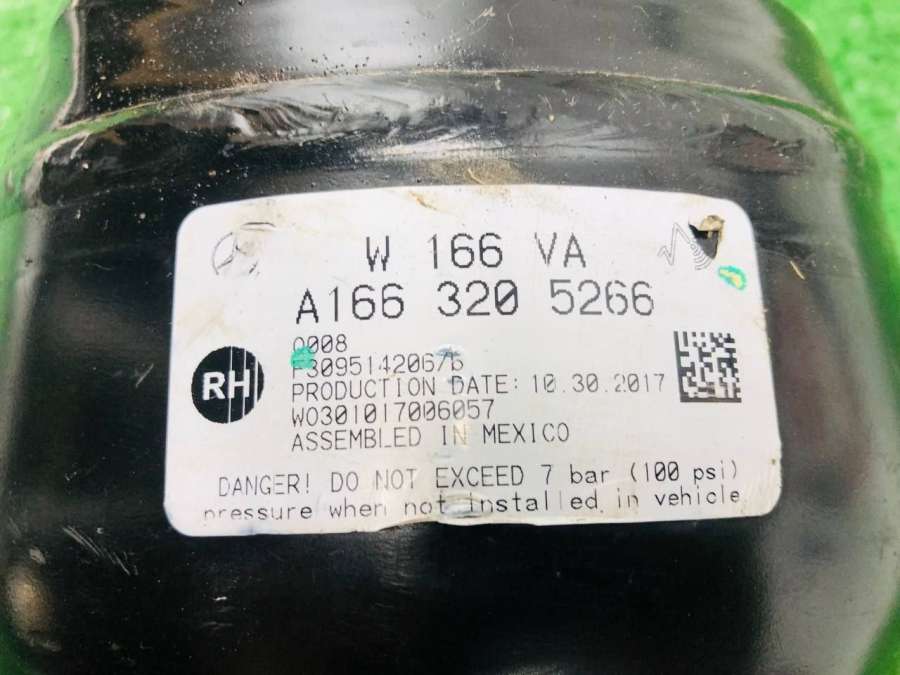 W 166 VA
A166 320 5266
0008
RH
PRODUCTION DATE: 10.30.2017
W0301017006057
ASSEMBLED IN MEXICO
DANGER! DO NOT EXCEED 7 bar (100 psi)
pressure when not installed in vehicle